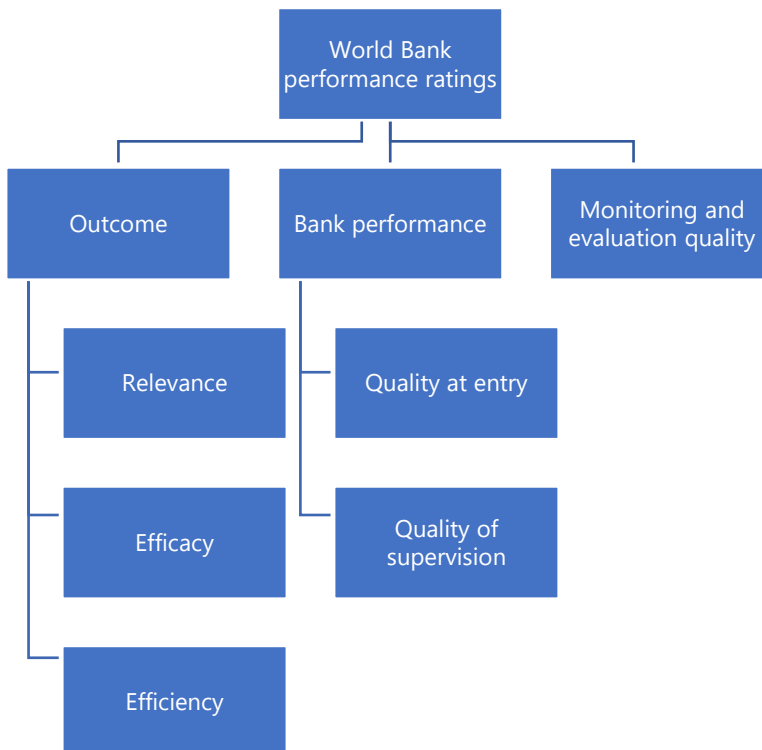 World Bank
performance ratings
Outcome
Bank performance
Monitoring and
evaluation quality
Relevance
Quality at entry
Efficacy
Quality of
supervision
Efficiency